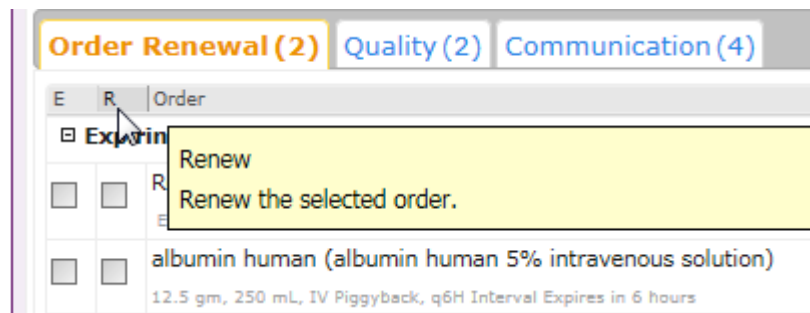 Order Renewal (2) Quality (2) Communication (4)
E R Order
Renew
R
Renew the selected order.
E
albumin human (albumin human 5% intravenous solution)
12.5 gm, 250 mL, IV Piggyback, q6H Interval Expires in 6 hours